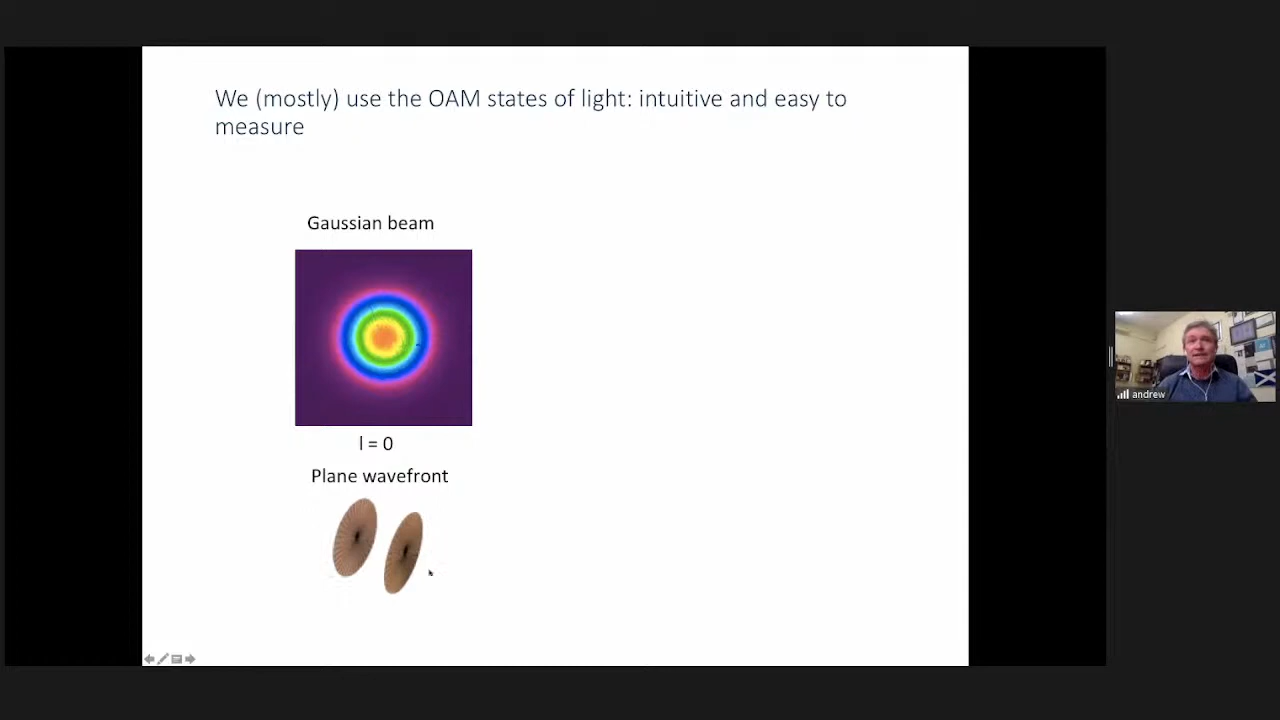 We (mostly) use the OAM states of light: intuitive and easy to
measure
Gaussian beam
l = 0
Plane wavefront
andrew